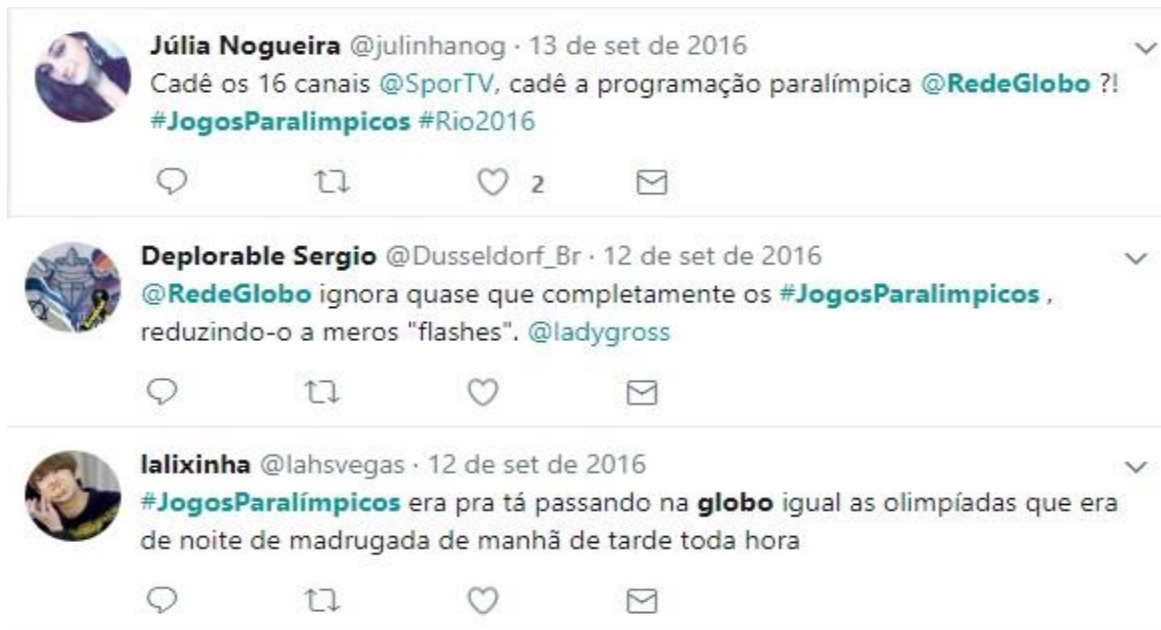 Júlia Nogueira @julinhanog · 13 de set de 2016
Cadê os 16 canais @SporTV, cadê a programação paralímpica @RedeGlobo ?!
#JogosParalimpicos #Rio2016
2
Deplorable Sergio @Dusseldorf_Br · 12 de set de 2016
@RedeGlobo ignora quase que completamente os #JogosParalimpicos ,
reduzindo-o a meros "flashes". @ladygross
lalixinha @lahsvegas · 12 de set de 2016
#JogosParalímpicos era pra tá passando na globo igual as olimpíadas que era
de noite de madrugada de manhã de tarde toda hora